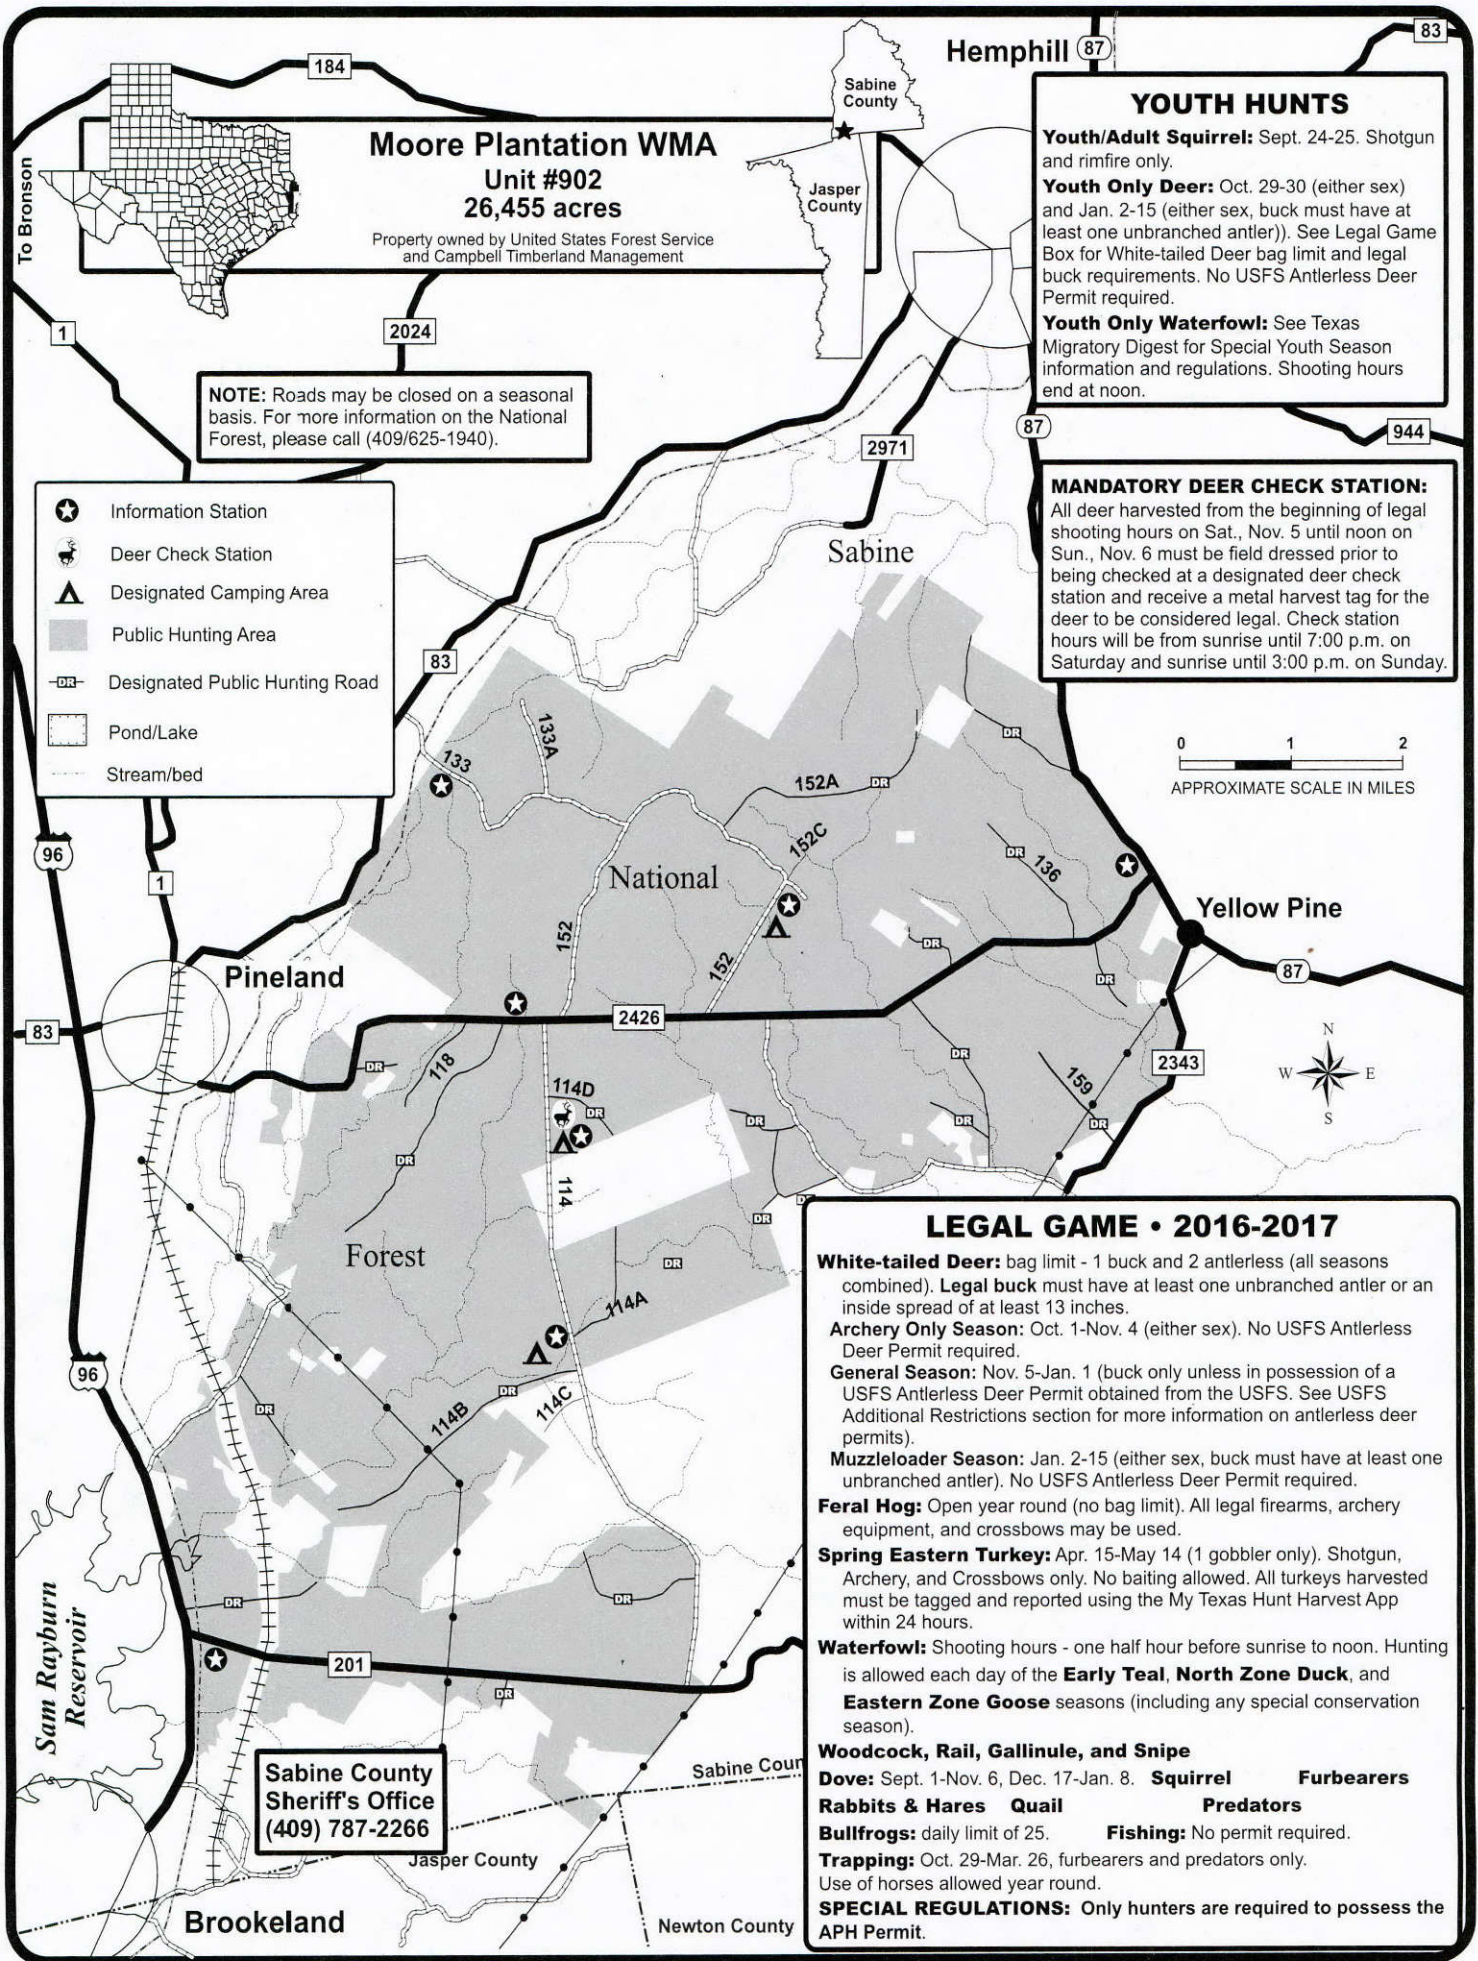 Hemphill
87
83
184
To Bronson
Moore Plantation WMA
Unit #902
26,455 acres
Property owned by United States Forest Service
and Campbell Timberland Management
Sabine
County
Jasper
County
YOUTH HUNTS
Youth/Adult Squirrel: Sept. 24-25. Shotgun
and rimfire only.
Youth Only Deer: Oct. 29-30 (either sex)
and Jan. 2-15 (either sex, buck must have at
least one unbranched antler)). See Legal Game
Box for White-tailed Deer bag limit and legal
buck requirements. No USFS Antlerless Deer
Permit required.
Youth Only Waterfowl: See Texas
Migratory Digest for Special Youth Season
information and regulations. Shooting hours
end at noon.
1
2024
NOTE: Roads may be closed on a seasonal
basis. For more information on the National
Forest, please call (409/625-1940).
87
944
2971
MANDATORY DEER CHECK STATION:
All deer harvested from the beginning of legal
shooting hours on Sat., Nov. 5 until noon on
Sun., Nov. 6 must be field dressed prior to
being checked at a designated deer check
station and receive a metal harvest tag for the
deer to be considered legal. Check station
hours will be from sunrise until 7:00 p.m. on
Saturday and sunrise until 3:00 p.m. on Sunday.
Information Station
Deer Check Station
Designated Camping Area
Public Hunting Area
DR Designated Public Hunting Road
Pond/Lake
Stream/bed
Sabine
83
133A
133
DR
0 1 2
APPROXIMATE SCALE IN MILES
152A
DR
152C
96
1
National
DR
136
Yellow Pine
152
152
DR
87
Pineland
DR
2426
83
N
W E
S
2343
118
DR
DR
159
114D
DR
DR
DR
DR
DR
114
DR
DR
Forest
DR
114A
96
DR
114C
114B
DR
DR
DR
201
DR
Sam Rayburn
Reservoir
Sabine County
Sheriff's Office
(409) 787-2266
Sabine Coun
Jasper County
Brookeland
Newton County
LEGAL GAME • 2016-2017
White-tailed Deer: bag limit - 1 buck and 2 antlerless (all seasons
combined). Legal buck must have at least one unbranched antler or an
inside spread of at least 13 inches.
Archery Only Season: Oct. 1-Nov. 4 (either sex). No USFS Antlerless
Deer Permit required.
General Season: Nov. 5-Jan. 1 (buck only unless in possession of a
USFS Antlerless Deer Permit obtained from the USFS. See USFS
Additional Restrictions section for more information on antlerless deer
permits).
Muzzleloader Season: Jan. 2-15 (either sex, buck must have at least one
unbranched antler). No USFS Antlerless Deer Permit required.
Feral Hog: Open year round (no bag limit). All legal firearms, archery
equipment, and crossbows may be used.
Spring Eastern Turkey: Apr. 15-May 14 (1 gobbler only). Shotgun,
Archery, and Crossbows only. No baiting allowed. All turkeys harvested
must be tagged and reported using the My Texas Hunt Harvest App
within 24 hours.
Waterfowl: Shooting hours - one half hour before sunrise to noon. Hunting
is allowed each day of the Early Teal, North Zone Duck, and
Eastern Zone Goose seasons (including any special conservation
season).
Woodcock, Rail, Gallinule, and Snipe
Dove: Sept. 1-Nov. 6, Dec. 17-Jan. 8. Squirrel Furbearers
Rabbits & Hares Quail Predators
Bullfrogs: daily limit of 25. Fishing: No permit required.
Trapping: Oct. 29-Mar. 26, furbearers and predators only.
Use of horses allowed year round.
SPECIAL REGULATIONS: Only hunters are required to possess the
APH Permit.